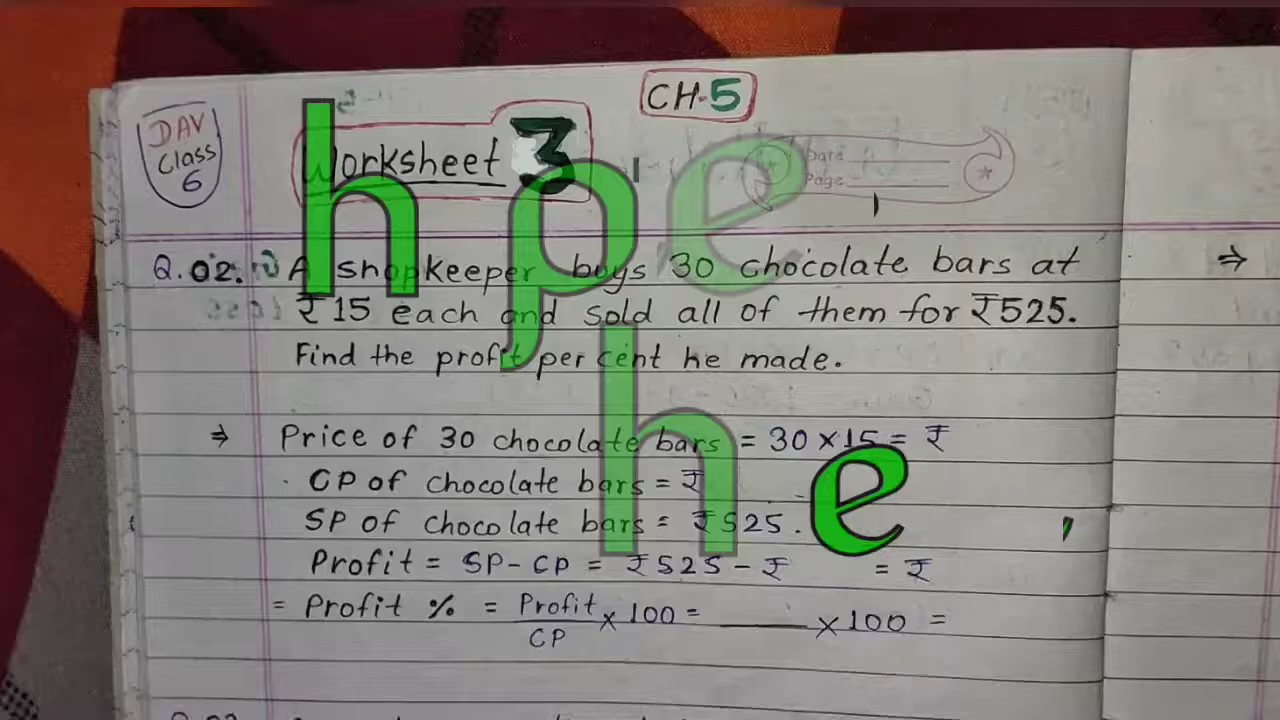 CH-5
DAV
Class
6
Worksheet 3
Date
Page
h p e
Q.02. i) A shopkeeper buys 30 chocolate bars at
₹15 each and sold all of them for ₹525.
Find the profit per cent he made.
h
⇒ Price of 30 chocolate bars = 30 × 15 = ₹
CP of chocolate bars = ₹
e
SP of chocolate bars = ₹525.
Profit = SP - CP = ₹525 - ₹ = ₹
= Profit % = Profit/CP × 100 = ____ × 100 =